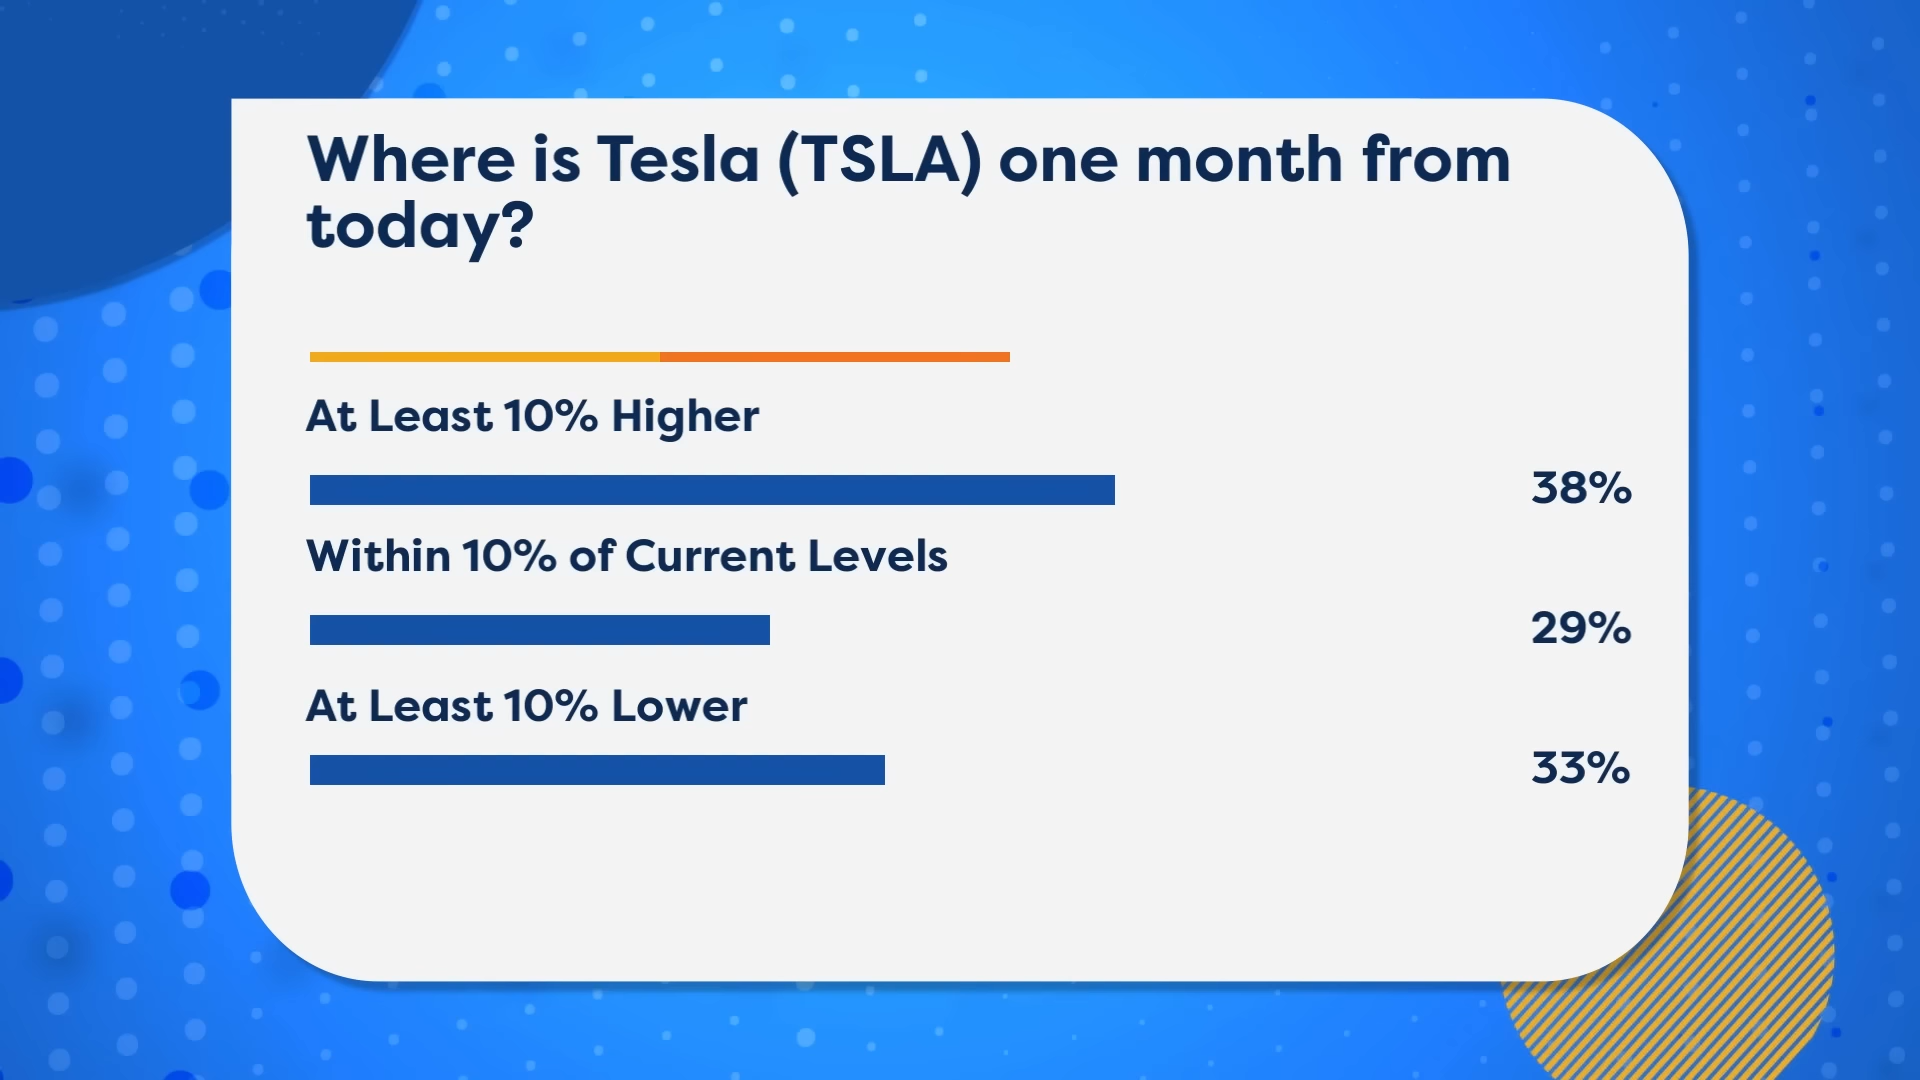 Where is Tesla (TSLA) one month from
today?
At Least 10% Higher
38%
Within 10% of Current Levels
29%
At Least 10% Lower
33%